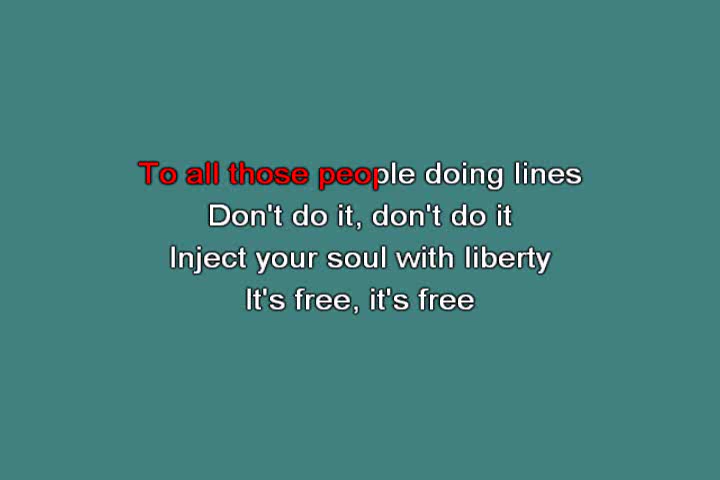 To all those people doing lines
Don't do it, don't do it
Inject your soul with liberty
It's free, it's free